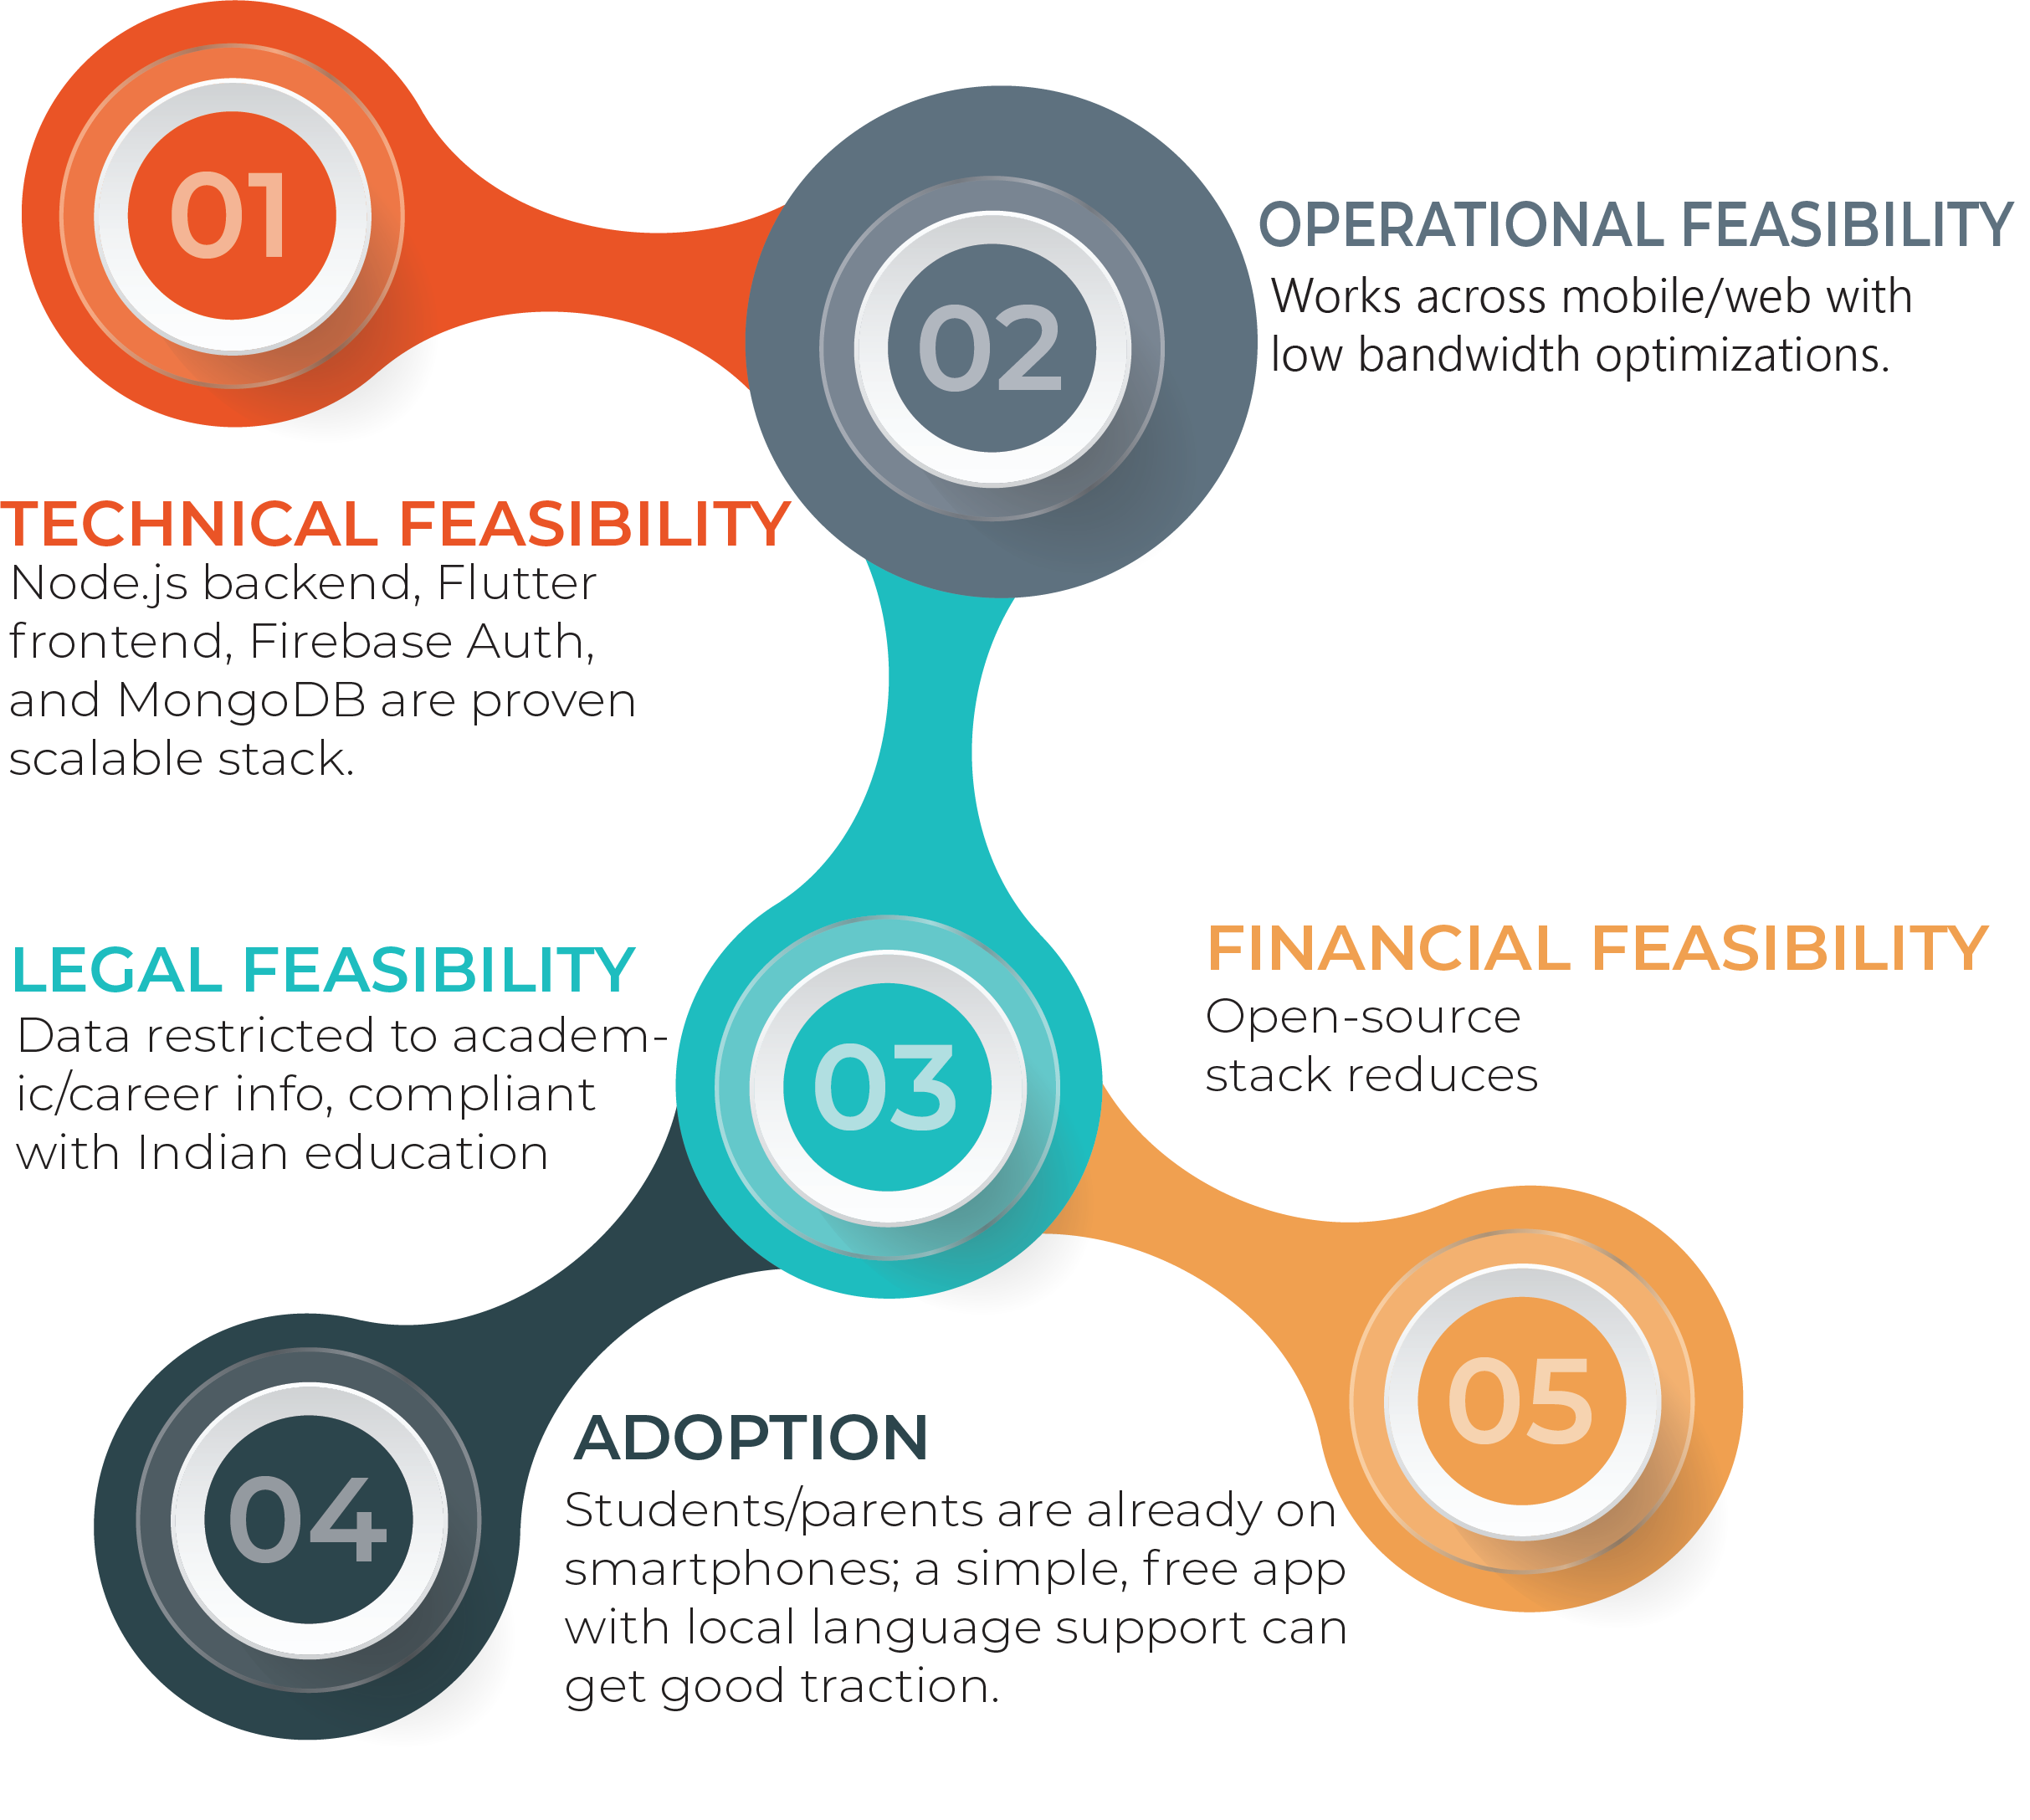 01
TECHNICAL FEASIBILITY
Node.js backend, Flutter
frontend, Firebase Auth,
and MongoDB are proven
scalable stack.
02
OPERATIONAL FEASIBILITY
Works across mobile/web with
low bandwidth optimizations.
03
LEGAL FEASIBILITY
Data restricted to academ-
ic/career info, compliant
with Indian education
04
ADOPTION
Students/parents are already on
smartphones; a simple, free app
with local language support can
get good traction.
05
FINANCIAL FEASIBILITY
Open-source
stack reduces